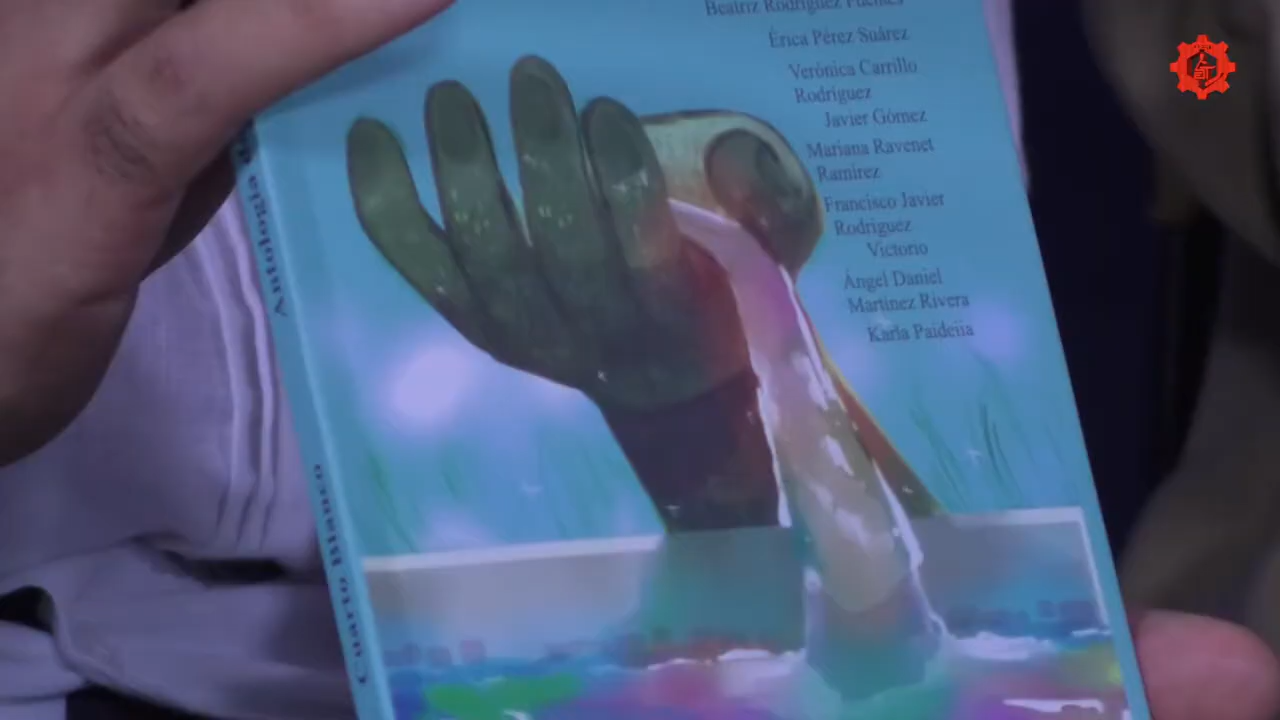 Beatriz Rodríguez Fuentes
Érica Pérez Suárez
Verónica Carrillo
Rodríguez
Javier Gómez
Mariana Ravenet
Ramírez
Francisco Javier
Rodríguez
Victorio
Ángel Daniel
Martínez Rivera
Karla Paideiia
Antología
Cuarto Blanco